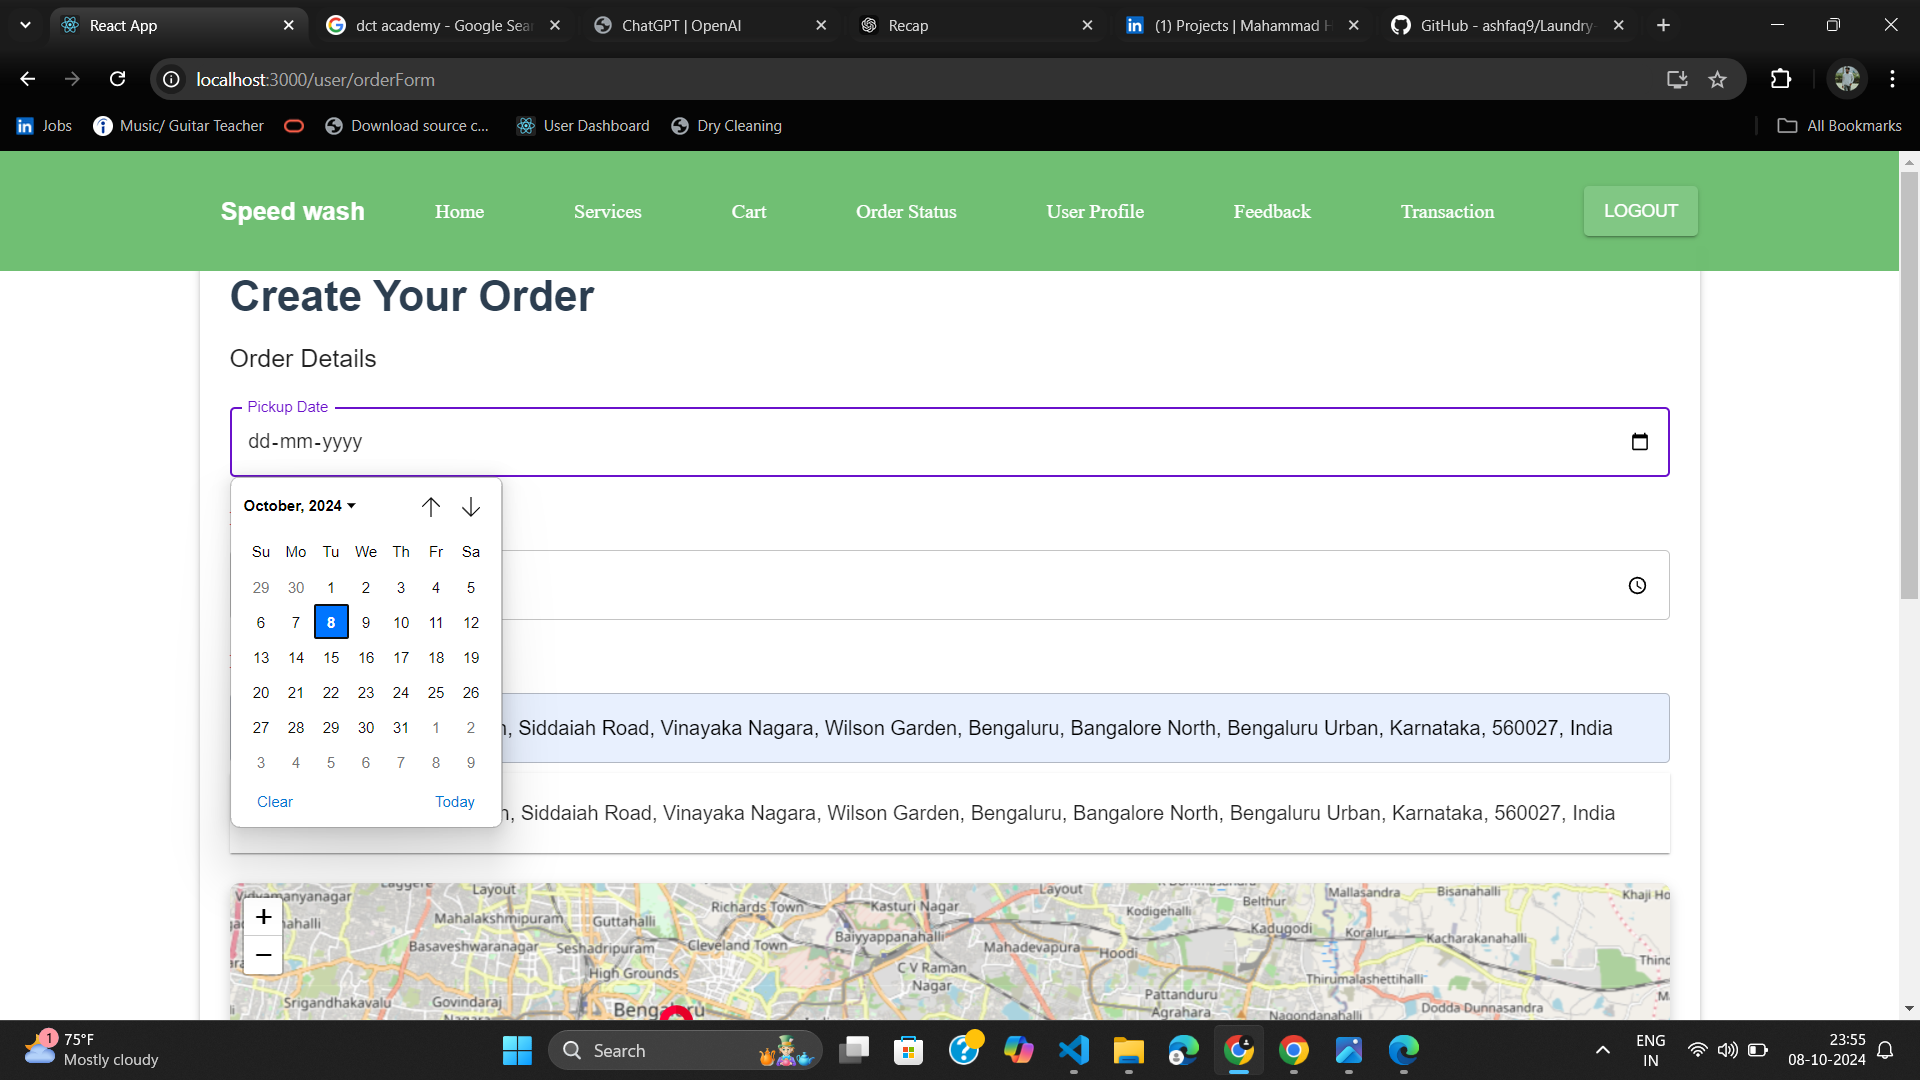 React App
dct academy - Google Sea
ChatGPT | OpenAI
Recap
(1) Projects | Mahammad H
GitHub - ashfaq9/Laundry-
localhost:3000/user/orderForm
Jobs
Music/ Guitar Teacher
Download source c...
User Dashboard
Dry Cleaning
All Bookmarks
Speed wash
Home
Services
Cart
Order Status
User Profile
Feedback
Transaction
LOGOUT
Create Your Order
Order Details
Pickup Date
dd-mm-yyyy
October, 2024
Su Mo Tu We Th Fr Sa
29 30 1 2 3 4 5
6 7 8 9 10 11 12
13 14 15 16 17 18 19
20 21 22 23 24 25 26
27 28 29 30 31 1 2
3 4 5 6 7 8 9
Clear Today
, Siddaiah Road, Vinayaka Nagara, Wilson Garden, Bengaluru, Bangalore North, Bengaluru Urban, Karnataka, 560027, India
, Siddaiah Road, Vinayaka Nagara, Wilson Garden, Bengaluru, Bangalore North, Bengaluru Urban, Karnataka, 560027, India
+
−
Layout
Mahalakshmipuram
Guttahalli
Richards Town
Kasturi Nagar
Layout
Kodigehalli
Belthur
Mallasandra
Bisanahalli
Khaji Ho
Basaveshwaranagar
Seshadripuram
Cleveland Town
Baiyyappanahalli
Mahadevapura
Hoodi
Kadugodi
Koralur
Kacharakanahalli
High Grounds
C V Raman
Nagar
Thirumalashettihalli
Srigandhakavalu
Govindaraj
Pattanduru
Agrahara
Nagondanahalli
Dodda Dunnasandra
75°F
Mostly cloudy
1
Search
ENG
IN
23:55
08-10-2024